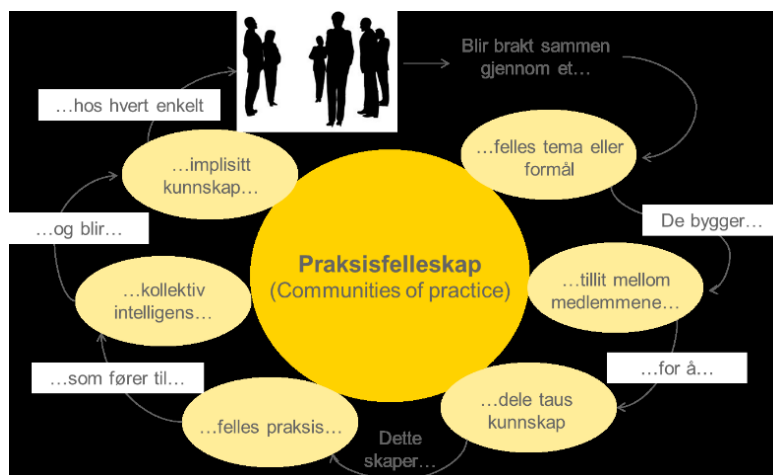 Blir brakt sammen
gjennom et…
…felles tema eller
formål
De bygger…
…tillit mellom
medlemmene…
…for å…
…dele taus
kunnskap
Dette
skaper…
…felles praksis…
…som fører til…
…kollektiv
intelligens…
…og blir…
…implisitt
kunnskap…
…hos hvert enkelt
Praksisfelleskap
(Communities of practice)